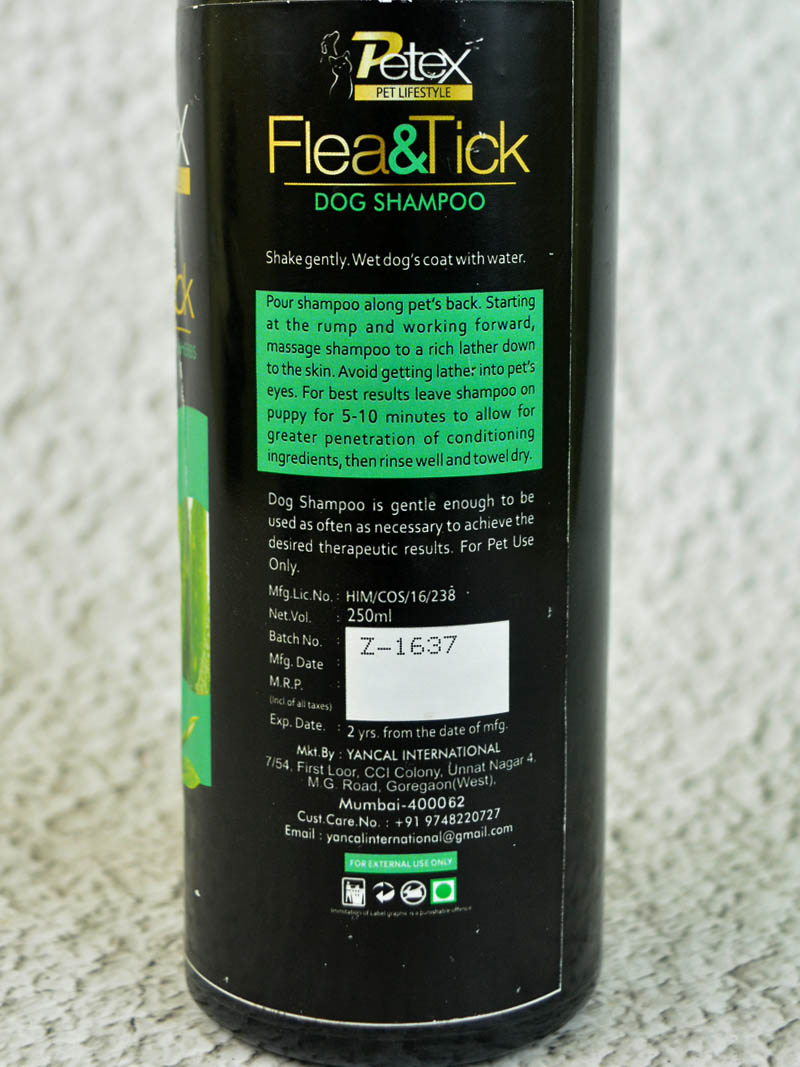 Petex
PET LIFESTYLE
Flea&Tick
DOG SHAMPOO
Shake gently. Wet dog's coat with water.
Pour shampoo along pet's back. Starting
at the rump and working forward,
massage shampoo to a rich lather down
to the skin. Avoid getting lather into pet's
eyes. For best results leave shampoo on
puppy for 5-10 minutes to allow for
greater penetration of conditioning
ingredients, then rinse well and towel dry.
Dog Shampoo is gentle enough to be
used as often as necessary to achieve the
desired therapeutic results. For Pet Use
Only.
Mfg.Lic.No. : HIM/COS/16/238
Net.Vol. : 250ml
Batch No. : Z-1637
Mfg. Date :
M.R.P. :
(incl of all taxes)
Exp. Date. : 2 yrs. from the date of mfg.
Mkt.By : YANCAL INTERNATIONAL
7/54, First Loor, CCI Colony, Unnat Nagar 4,
M.G. Road, Goregaon(West),
Mumbai-400062
Cust.Care.No. : +91 9748220727
Email : yancalinternational@gmail.com
FOR EXTERNAL USE ONLY
Immitation of Label graphic is a punishable offence